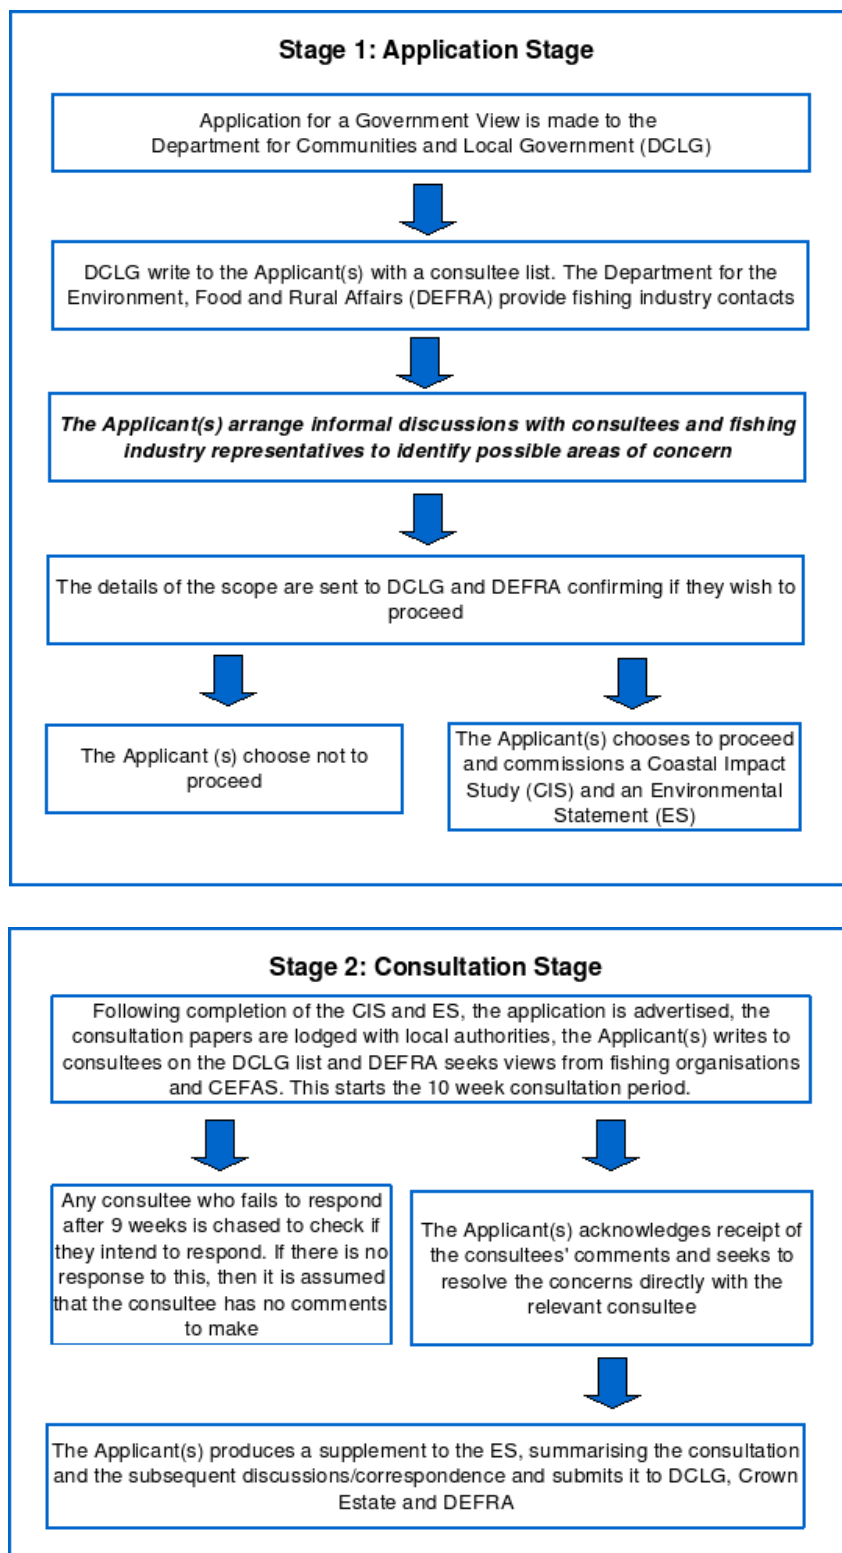 Stage 1: Application Stage
Application for a Government View is made to the
Department for Communities and Local Government (DCLG)
DCLG write to the Applicant(s) with a consultee list. The Department for the
Environment, Food and Rural Affairs (DEFRA) provide fishing industry contacts
The Applicant(s) arrange informal discussions with consultees and fishing
industry representatives to identify possible areas of concern
The details of the scope are sent to DCLG and DEFRA confirming if they wish to
proceed
The Applicant (s) choose not to
proceed
The Applicant(s) chooses to proceed
and commissions a Coastal Impact
Study (CIS) and an Environmental
Statement (ES)
Stage 2: Consultation Stage
Following completion of the CIS and ES, the application is advertised, the
consultation papers are lodged with local authorities, the Applicant(s) writes to
consultees on the DCLG list and DEFRA seeks views from fishing organisations
and CEFAS. This starts the 10 week consultation period.
Any consultee who fails to respond
after 9 weeks is chased to check if
they intend to respond. If there is no
response to this, then it is assumed
that the consultee has no comments
to make
The Applicant(s) acknowledges receipt of
the consultees' comments and seeks to
resolve the concerns directly with the
relevant consultee
The Applicant(s) produces a supplement to the ES, summarising the consultation
and the subsequent discussions/correspondence and submits it to DCLG, Crown
Estate and DEFRA